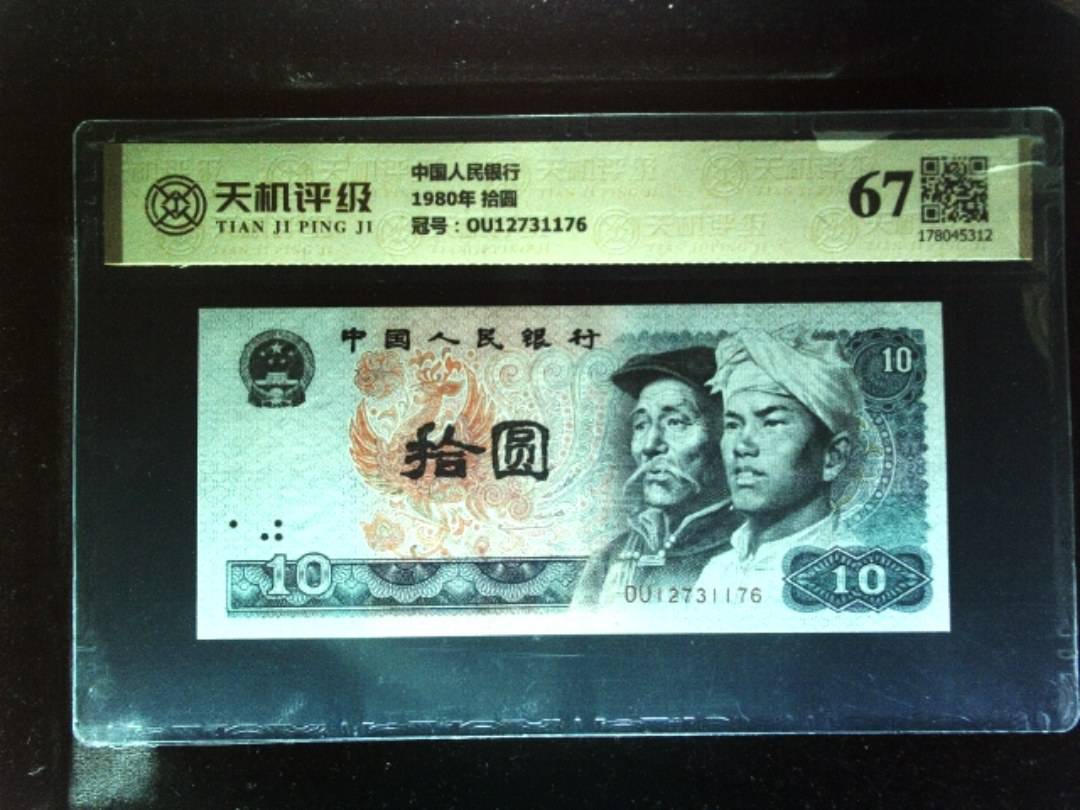 天机评级
TIAN JI PING JI
中国人民银行
1980年 拾圆
冠号：OU12731176
67
178045312
中国人民银行
10
拾圆
10
OU12731176
10